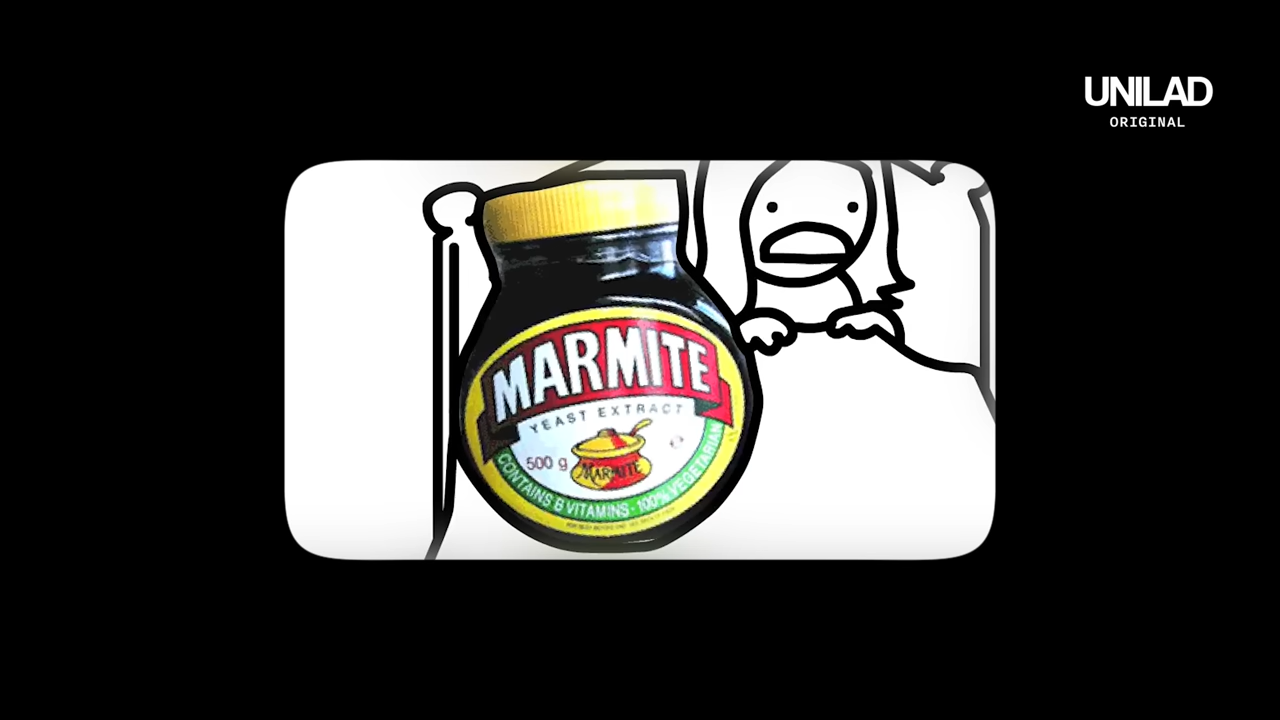 UNILAD
ORIGINAL
MARMITE
YEAST EXTRACT
500 g
MARMITE
CONTAINS B VITAMINS - 100% VEGETARIAN